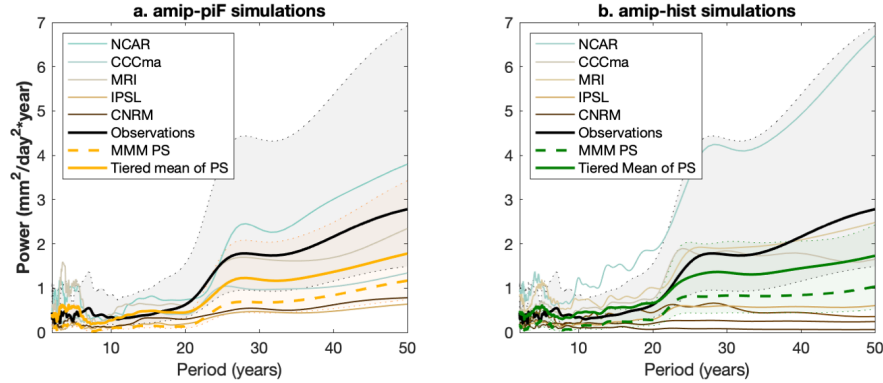 a. amip-piF simulations
Power (mm²/day²*year)
7
6
5
4
3
2
1
0
NCAR
CCCma
MRI
IPSL
CNRM
Observations
MMM PS
Tiered mean of PS
10
20
30
40
50
Period (years)
b. amip-hist simulations
7
6
5
4
3
2
1
0
NCAR
CCCma
MRI
IPSL
CNRM
Observations
MMM PS
Tiered Mean of PS
10
20
30
40
50
Period (years)